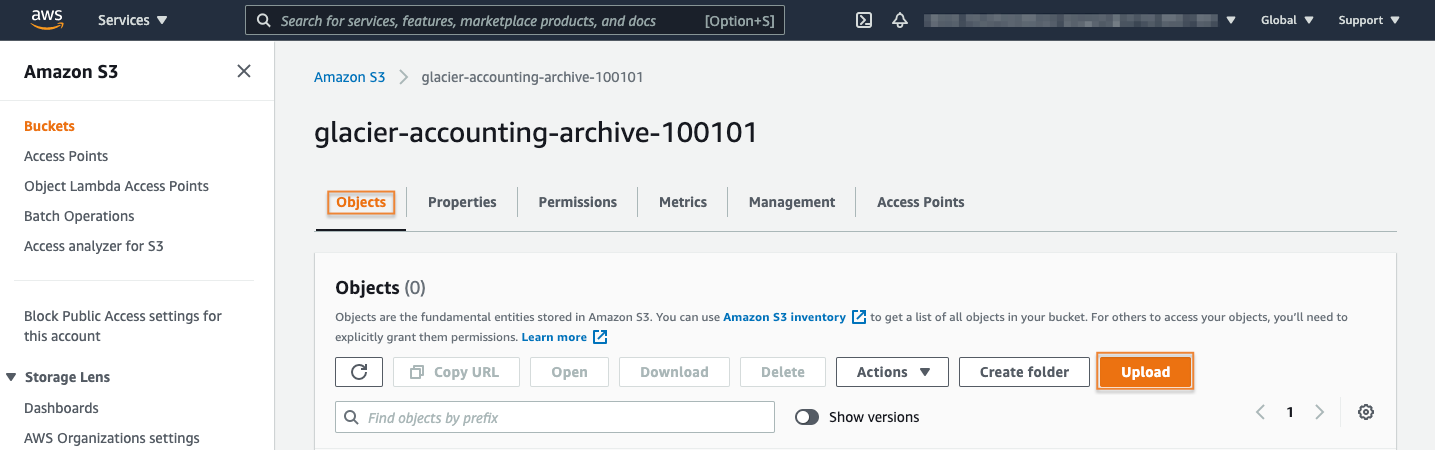 aws Services Search for services, features, marketplace products, and docs [Option+S] Global Support
Amazon S3
Buckets
Access Points
Object Lambda Access Points
Batch Operations
Access analyzer for S3
Block Public Access settings for
this account
Storage Lens
Dashboards
AWS Organizations settings
Amazon S3 glacier-accounting-archive-100101
glacier-accounting-archive-100101
Objects Properties Permissions Metrics Management Access Points
Objects (0)
Objects are the fundamental entities stored in Amazon S3. You can use Amazon S3 inventory to get a list of all objects in your bucket. For others to access your objects, you'll need to
explicitly grant them permissions. Learn more
Copy URL Open Download Delete Actions Create folder Upload
Find objects by prefix Show versions 1